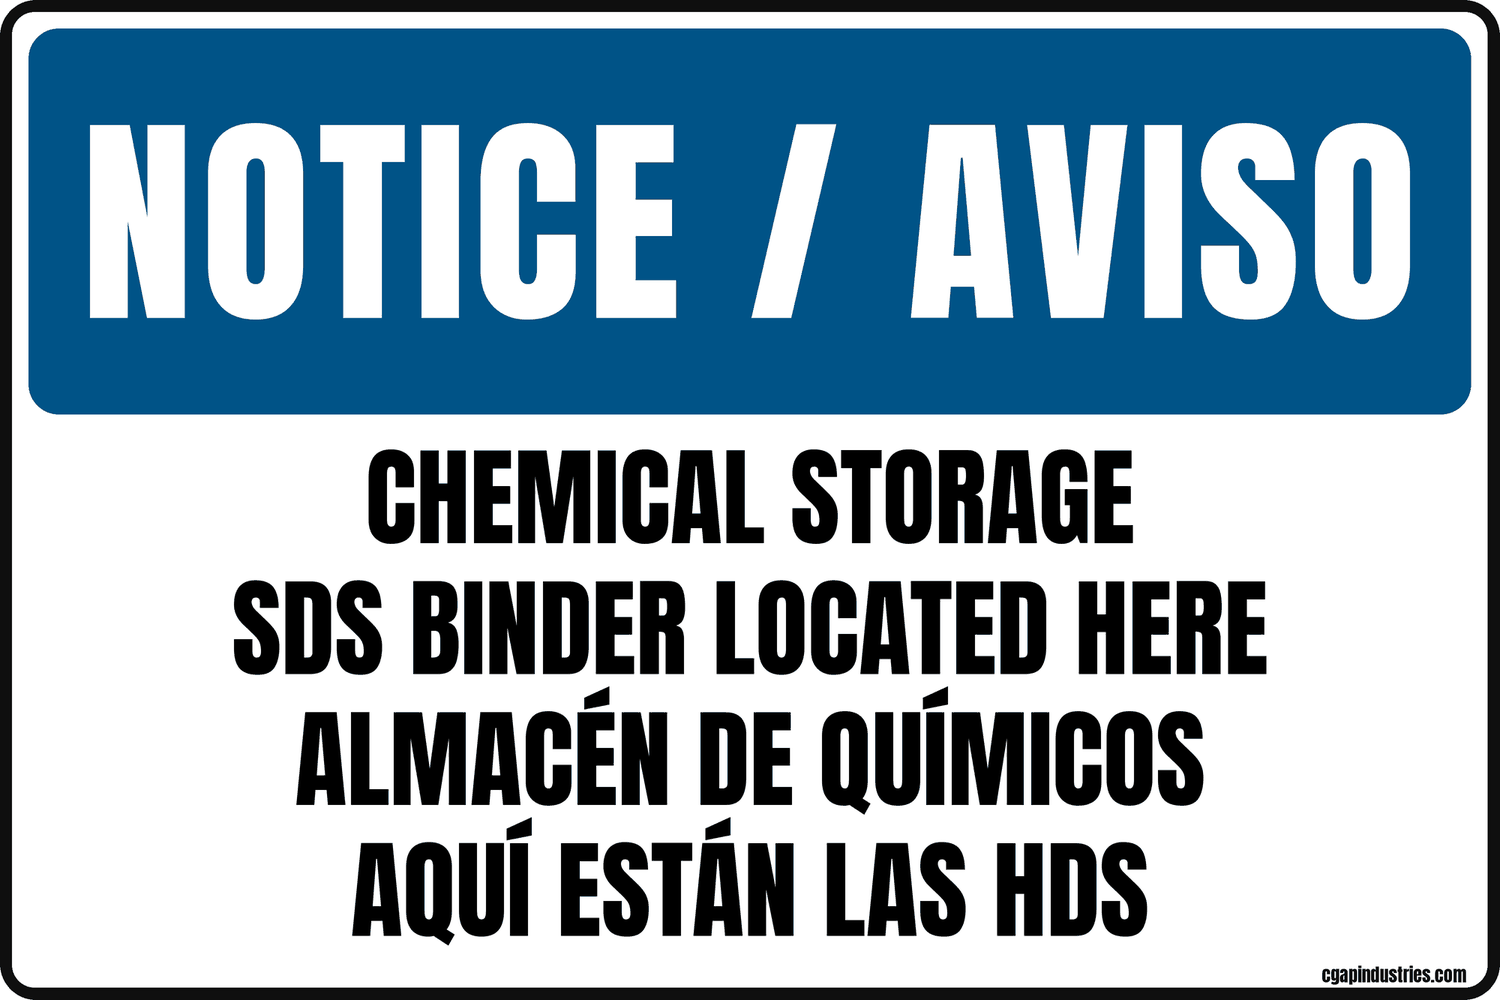 NOTICE / AVISO
CHEMICAL STORAGE
SDS BINDER LOCATED HERE
ALMACÉN DE QUÍMICOS
AQUÍ ESTÁN LAS HDS
cgapindustries.com